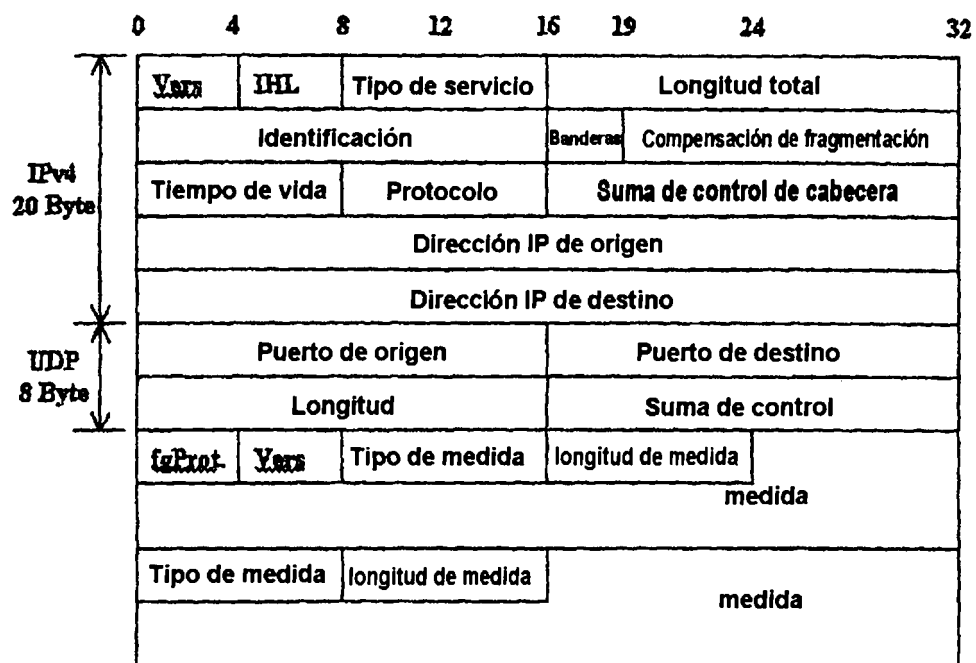 0 4 8 12 16 19 24 32
Vers IHL Tipo de servicio Longitud total
Identificación Banderas Compensación de fragmentación
IPv4
20 Byte
Tiempo de vida Protocolo Suma de control de cabecera
Dirección IP de origen
Dirección IP de destino
UDP
8 Byte
Puerto de origen Puerto de destino
Longitud Suma de control
fgProt Vers Tipo de medida longitud de medida
medida
Tipo de medida longitud de medida
medida